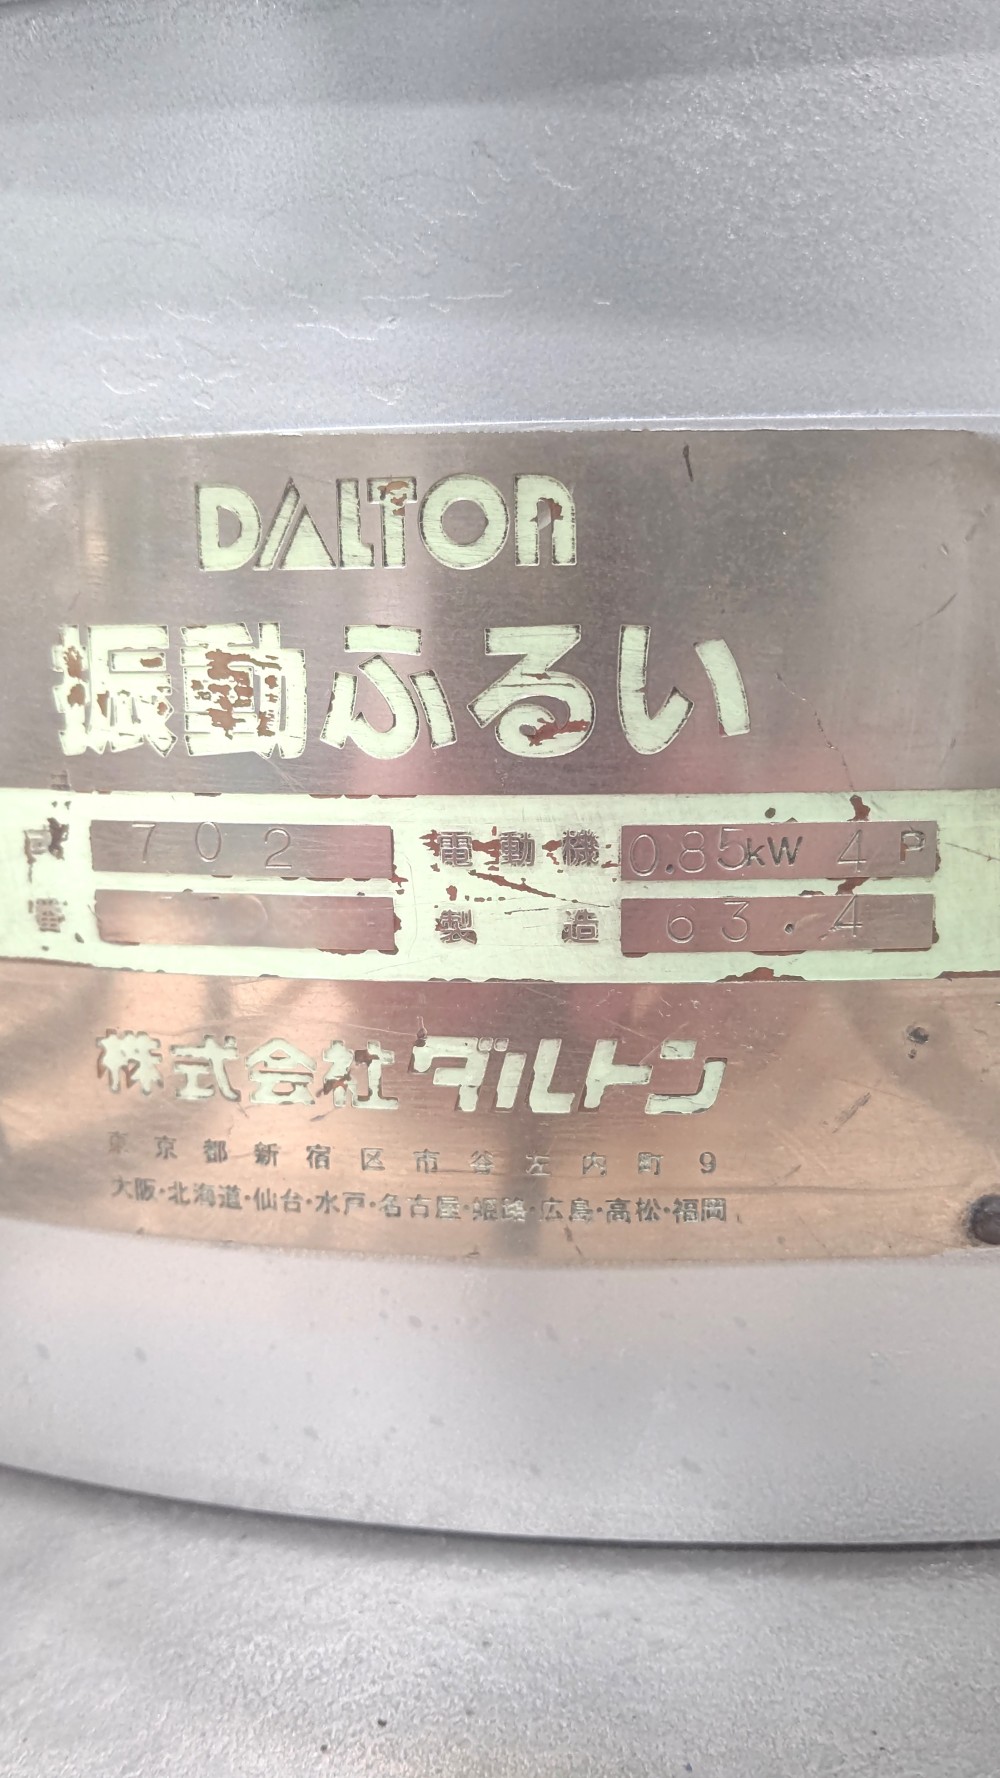 DALTON
振動ふるい
702 電動機 0.85kW 4P
製造 63.4
株式会社ダルトン
東京都新宿区市谷左内町9
大阪・北海道・仙台・水戸・名古屋・姫路・広島・高松・福岡